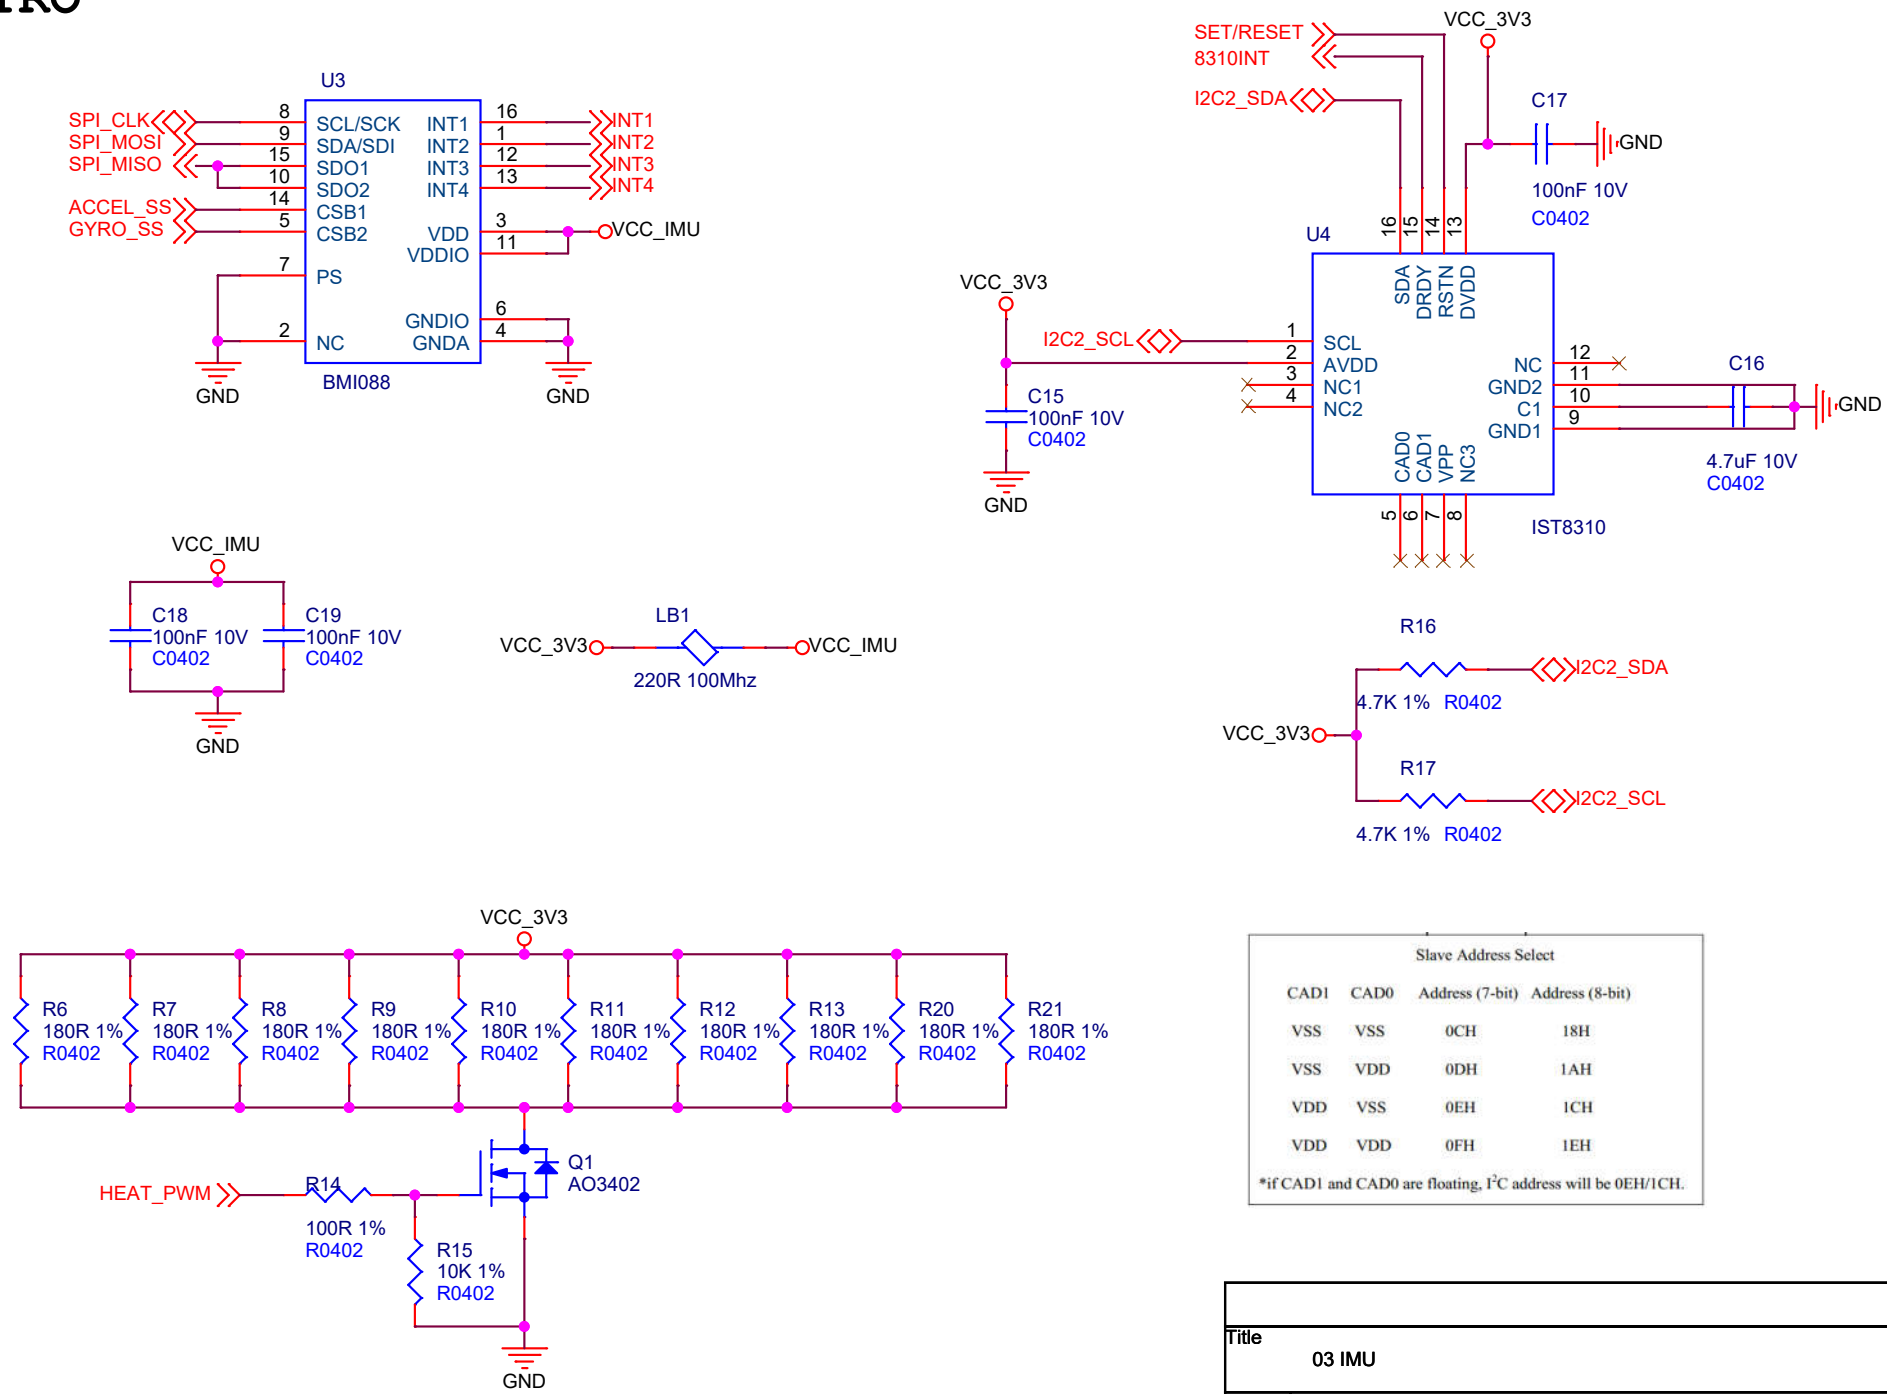 U3
SPI_CLK 8 SCL/SCK INT1 16 INT1
SPI_MOSI 9 SDA/SDI INT2 1 INT2
SPI_MISO 15 SDO1 INT3 12 INT3
10 SDO2 INT4 13 INT4
ACCEL_SS 14 CSB1
GYRO_SS 5 CSB2 VDD 3 VCC_IMU
VDDIO 11
7 PS
GNDIO 6
2 NC GNDA 4
BMI088
GND GND
SET/RESET
8310INT
I2C2_SDA
VCC_3V3
C17
GND
100nF 10V
C0402
U4
16 15 14 13
SDA DRDY RSTN DVDD
VCC_3V3
I2C2_SCL 1 SCL
2 AVDD
3 NC1
4 NC2
NC 12
GND2 11
C1 10
GND1 9
C16
GND
4.7uF 10V
C0402
C15
100nF 10V
C0402
GND
CAD0 CAD1 VPP NC3
5 6 7 8
IST8310
VCC_IMU
C18
100nF 10V
C0402
C19
100nF 10V
C0402
GND
LB1
VCC_3V3 VCC_IMU
220R 100Mhz
R16
I2C2_SDA
4.7K 1% R0402
VCC_3V3
R17
I2C2_SCL
4.7K 1% R0402
VCC_3V3
R6 R7 R8 R9 R10 R11 R12 R13 R20 R21
180R 1% 180R 1% 180R 1% 180R 1% 180R 1% 180R 1% 180R 1% 180R 1% 180R 1% 180R 1%
R0402 R0402 R0402 R0402 R0402 R0402 R0402 R0402 R0402 R0402
Q1
AO3402
HEAT_PWM R14
100R 1%
R0402
R15
10K 1%
R0402
GND
Slave Address Select
CAD1 CAD0 Address (7-bit) Address (8-bit)
VSS VSS 0CH 18H
VSS VDD 0DH 1AH
VDD VSS 0EH 1CH
VDD VDD 0FH 1EH
*if CAD1 and CAD0 are floating, I²C address will be 0EH/1CH.
Title
03 IMU